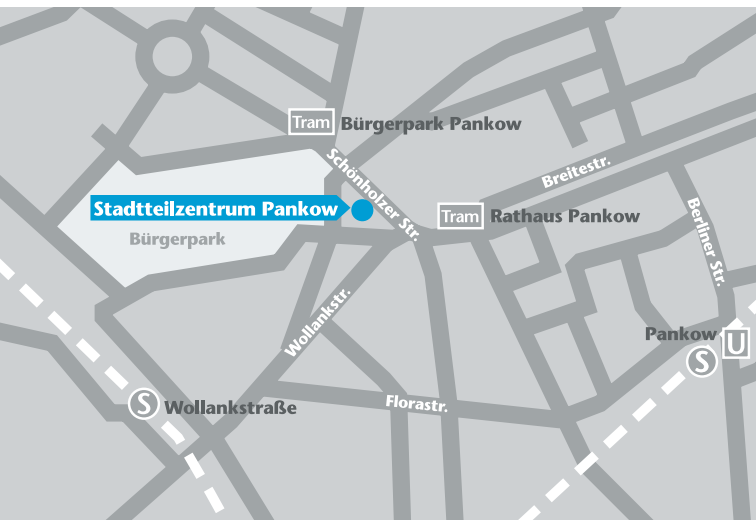 Tram Bürgerpark Pankow
Schönholzer Str.
Breitestr.
Stadtteilzentrum Pankow
Tram Rathaus Pankow
Bürgerpark
Berliner Str.
Wollankstr.
Pankow U
S
S Wollankstraße
Florastr.